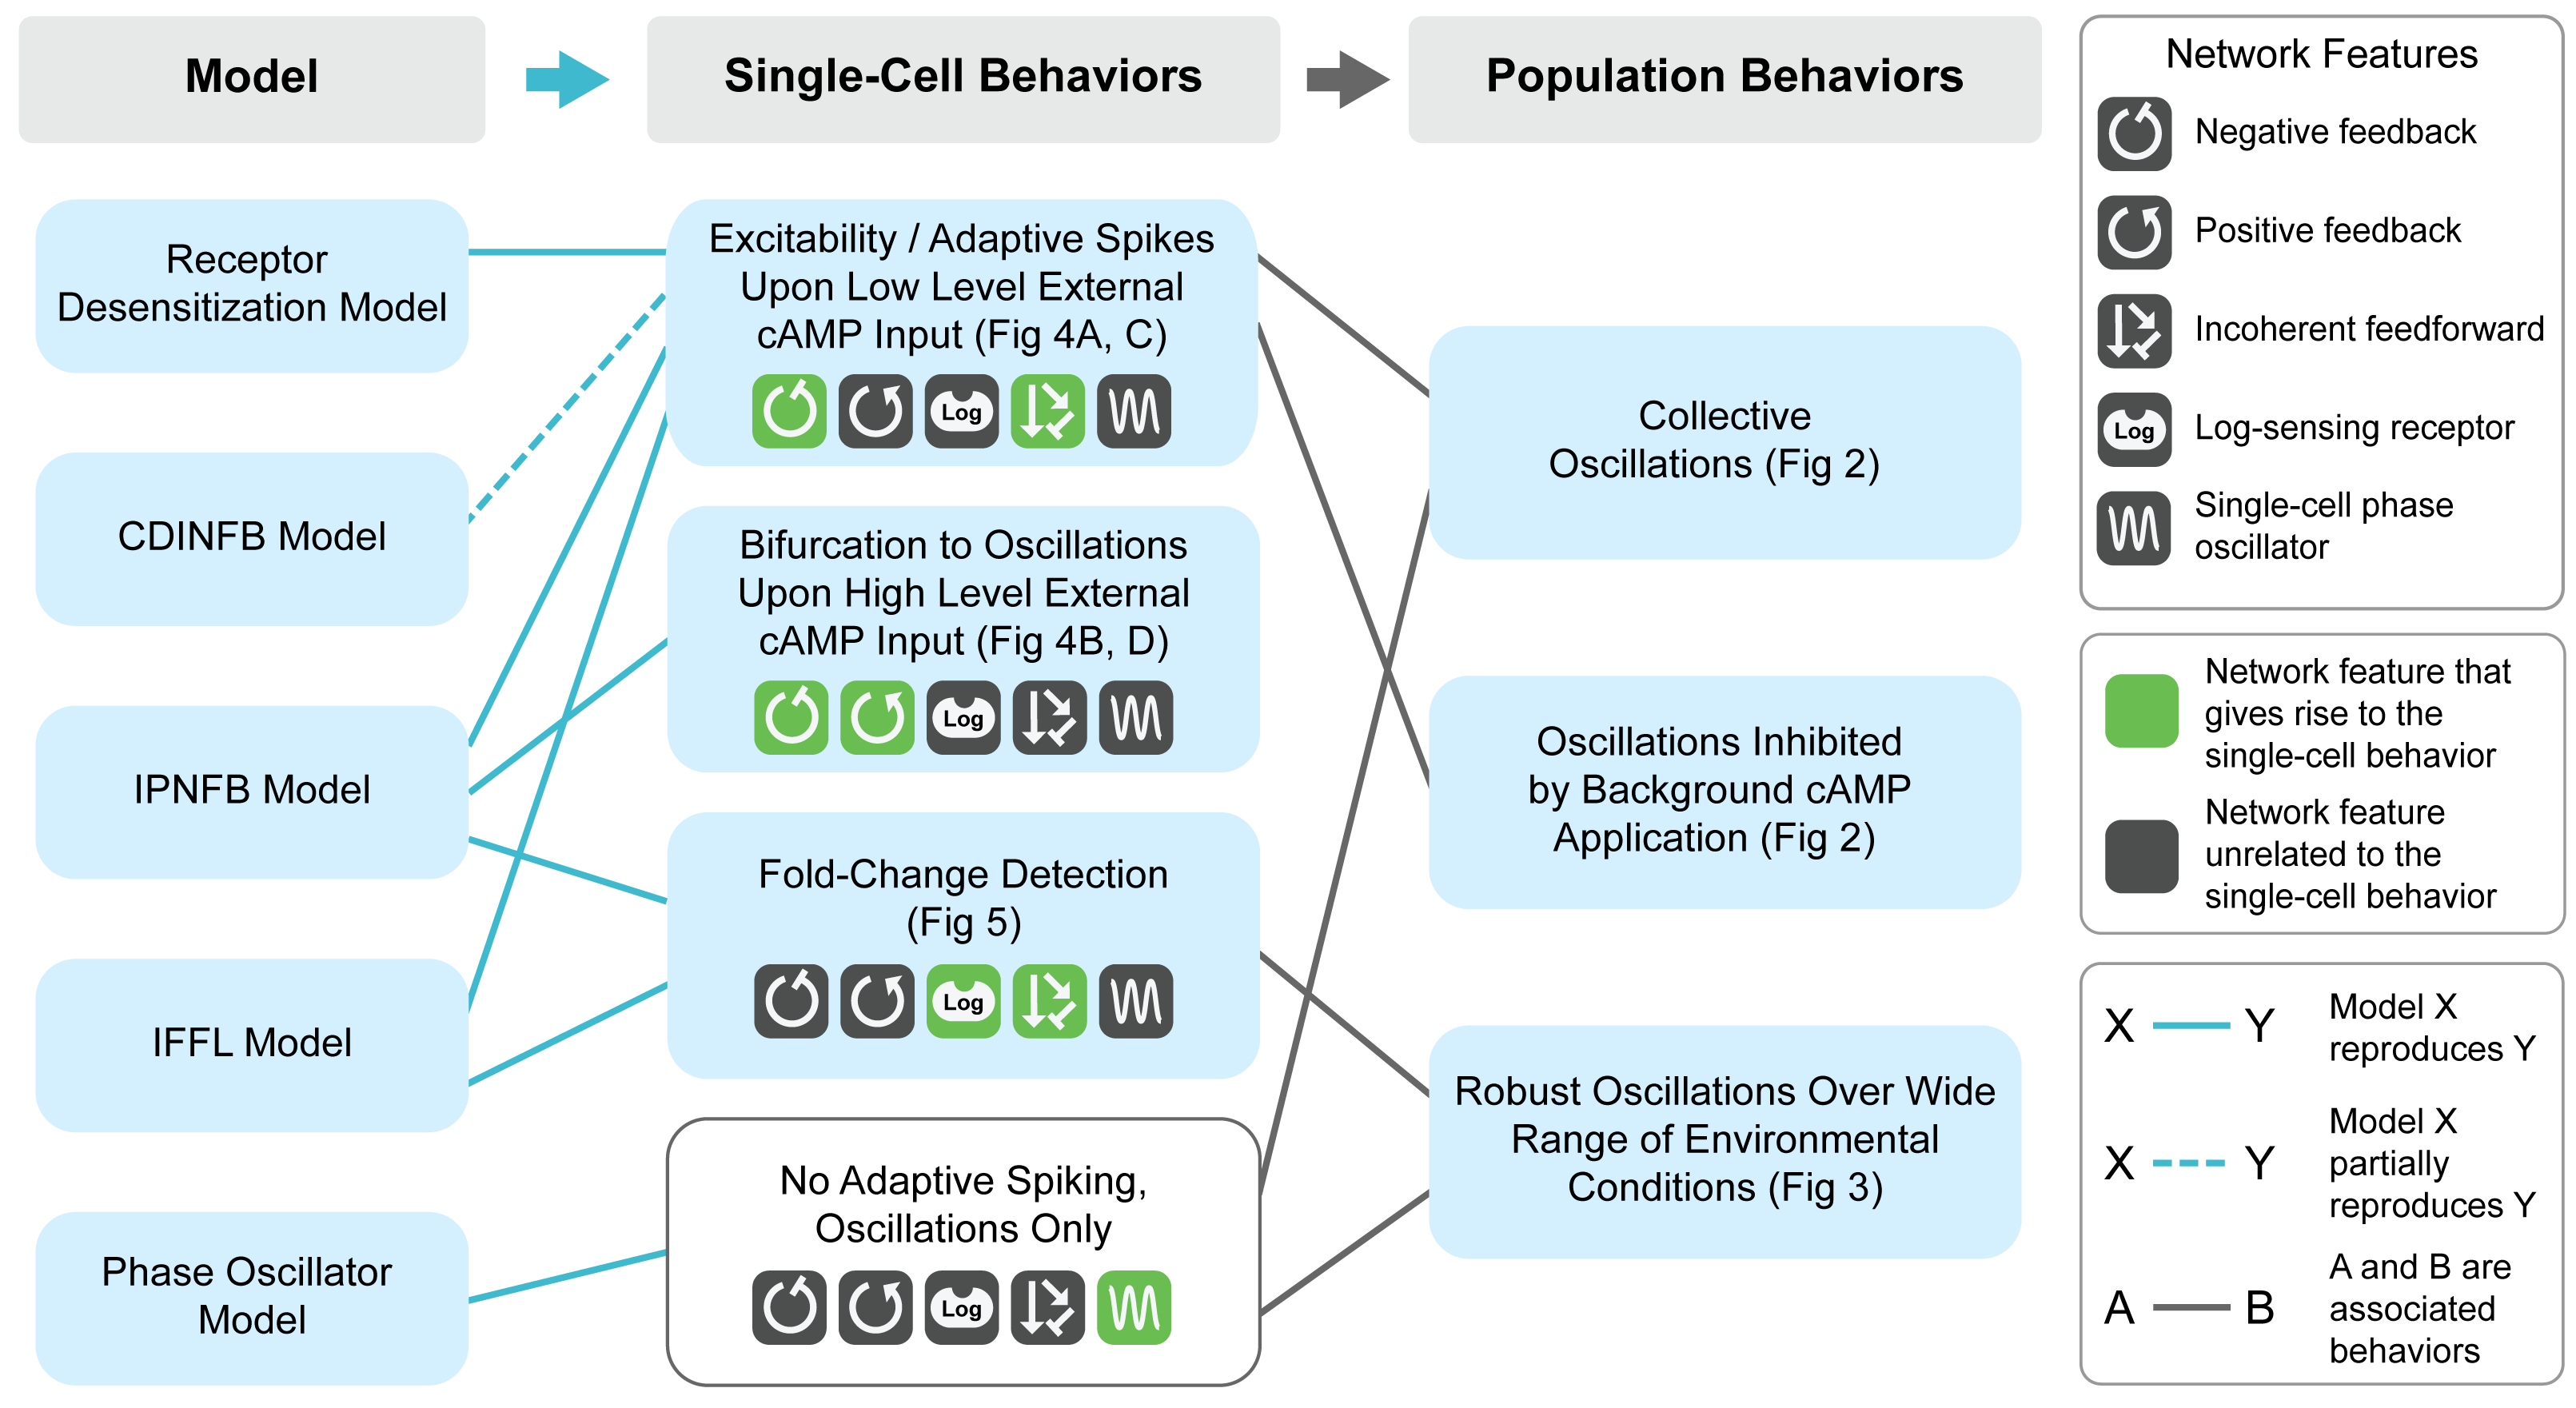 Model
Single-Cell Behaviors
Population Behaviors
Receptor
Desensitization Model
CDINFB Model
IPNFB Model
IFFL Model
Phase Oscillator
Model
Excitability / Adaptive Spikes
Upon Low Level External
cAMP Input (Fig 4A, C)
Log
Bifurcation to Oscillations
Upon High Level External
cAMP Input (Fig 4B, D)
Log
Fold-Change Detection
(Fig 5)
Log
No Adaptive Spiking,
Oscillations Only
Log
Collective
Oscillations (Fig 2)
Oscillations Inhibited
by Background cAMP
Application (Fig 2)
Robust Oscillations Over Wide
Range of Environmental
Conditions (Fig 3)
Network Features
Negative feedback
Positive feedback
Incoherent feedforward
Log
Log-sensing receptor
Single-cell phase
oscillator
Network feature that
gives rise to the
single-cell behavior
Network feature
unrelated to the
single-cell behavior
X Y
Model X
reproduces Y
X Y
Model X
partially
reproduces Y
A B
A and B are
associated
behaviors